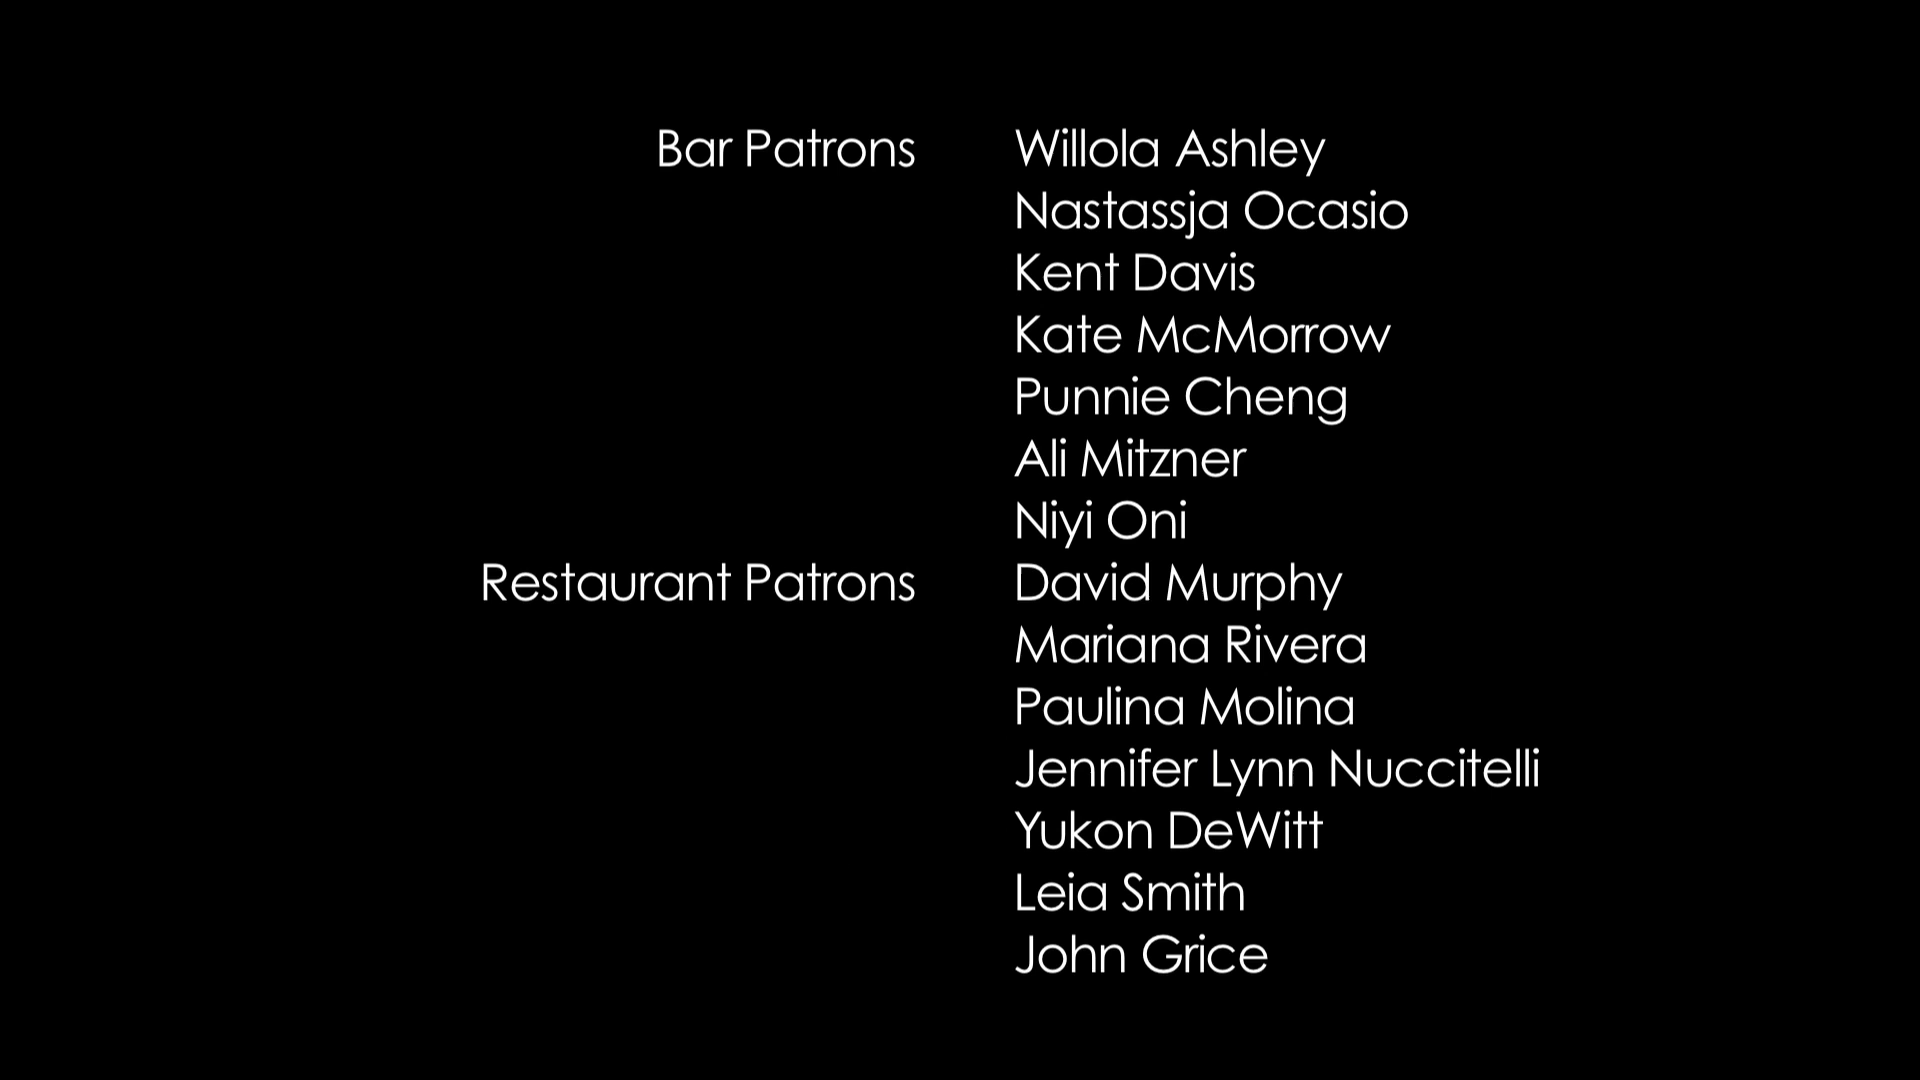 Bar Patrons Willola Ashley
Nastassja Ocasio
Kent Davis
Kate McMorrow
Punnie Cheng
Ali Mitzner
Niyi Oni
Restaurant Patrons David Murphy
Mariana Rivera
Paulina Molina
Jennifer Lynn Nuccitelli
Yukon DeWitt
Leia Smith
John Grice